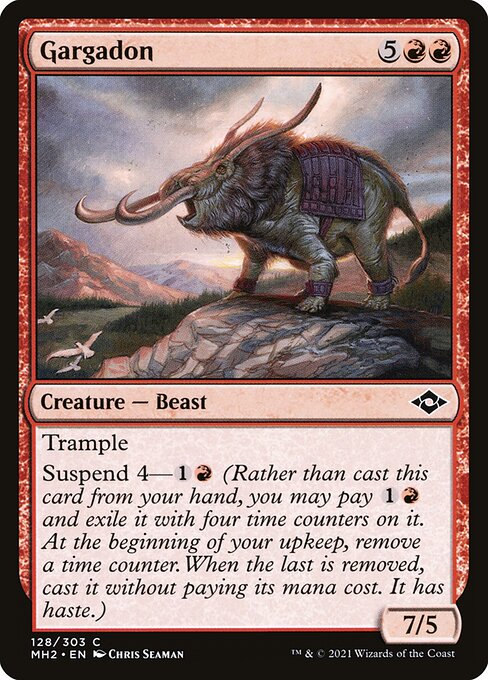 Gargadon 5
Creature — Beast
Trample
Suspend 4—1 (Rather than cast this
card from your hand, you may pay 1
and exile it with four time counters on it.
At the beginning of your upkeep, remove
a time counter. When the last is removed,
cast it without paying its mana cost. It has
haste.)
7/5
128/303 C
MH2 • EN Chris Seaman
™ & © 2021 Wizards of the Coast